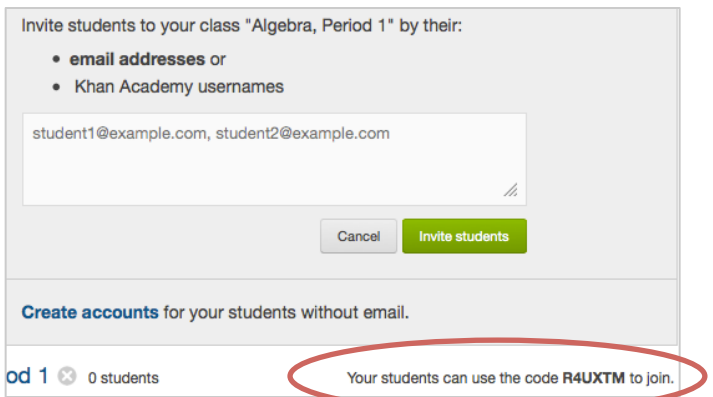 Invite students to your class "Algebra, Period 1" by their:
• email addresses or
• Khan Academy usernames
student1@example.com, student2@example.com
Cancel Invite students
Create accounts for your students without email.
od 1 0 students Your students can use the code R4UXTM to join.